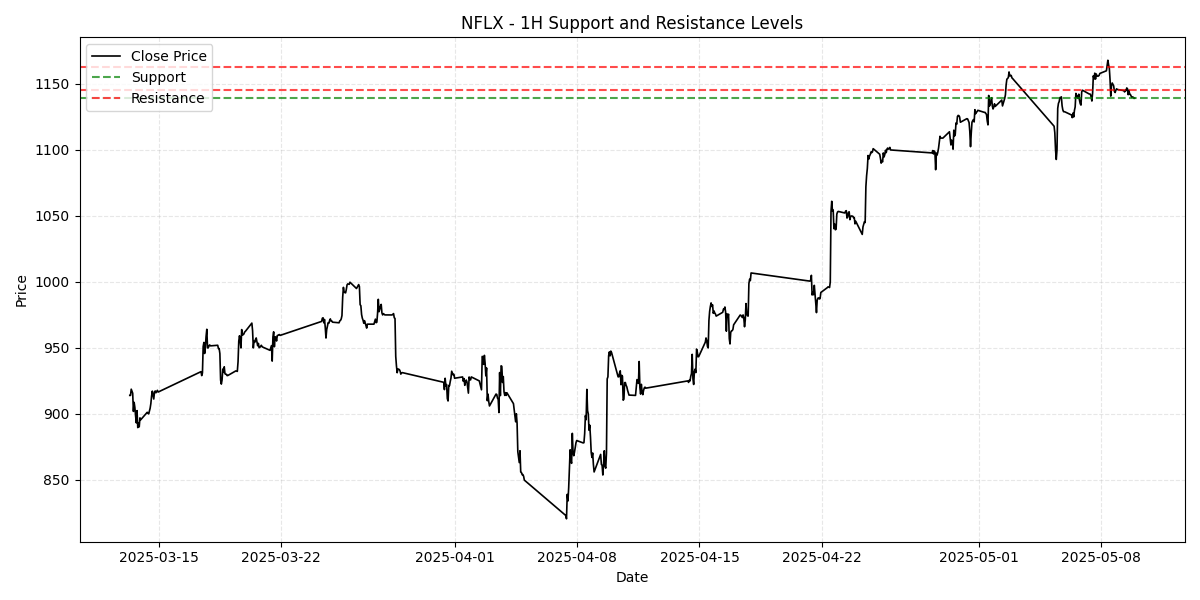 NFLX - 1H Support and Resistance Levels
Close Price
Support
Resistance
Price
1150
1100
1050
1000
950
900
850
2025-03-15 2025-03-22 2025-04-01 2025-04-08 2025-04-15 2025-04-22 2025-05-01 2025-05-08
Date